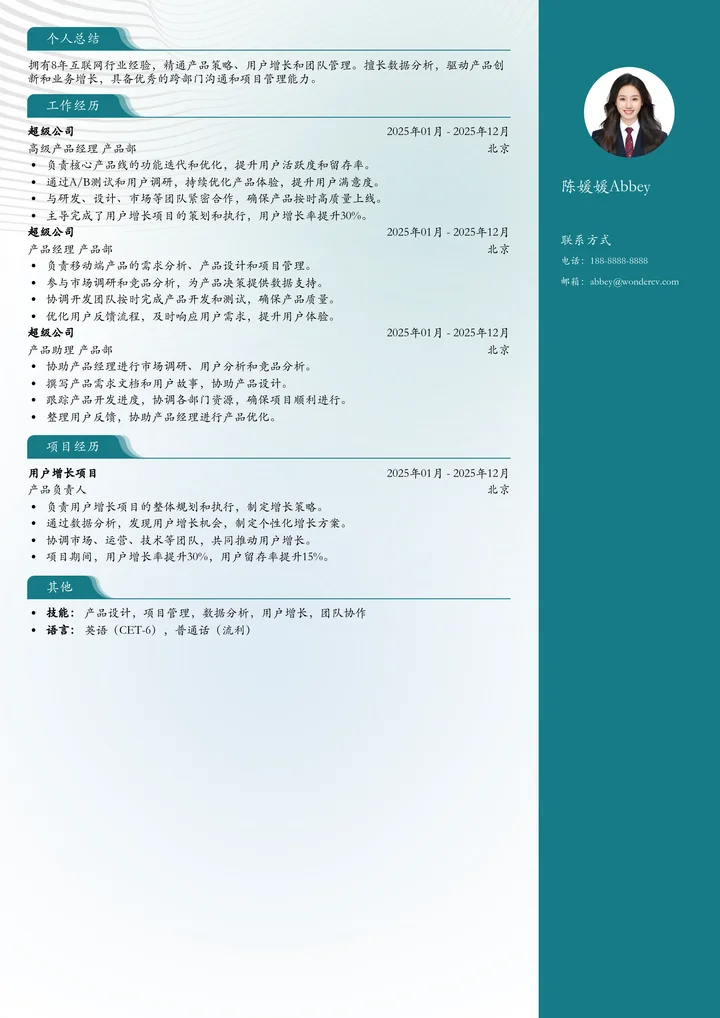 个人总结
拥有8年互联网行业经验，精通产品策略、用户增长和团队管理。擅长数据分析，驱动产品创
新和业务增长，具备优秀的跨部门沟通和项目管理能力。
工作经历
超级公司 2025年01月 - 2025年12月
高级产品经理 产品部 北京
• 负责核心产品线的功能迭代和优化，提升用户活跃度和留存率。
• 通过A/B测试和用户调研，持续优化产品体验，提升用户满意度。
• 与研发、设计、市场等团队紧密合作，确保产品按时高质量上线。
• 主导完成了用户增长项目的策划和执行，用户增长率提升30%。
超级公司 2025年01月 - 2025年12月
产品经理 产品部 北京
• 负责移动端产品的需求分析、产品设计和项目管理。
• 参与市场调研和竞品分析，为产品决策提供数据支持。
• 协调开发团队按时完成产品开发和测试，确保产品质量。
• 优化用户反馈流程，及时响应用户需求，提升用户体验。
超级公司 2025年01月 - 2025年12月
产品助理 产品部 北京
• 协助产品经理进行市场调研、用户分析和竞品分析。
• 撰写产品需求文档和用户故事，协助产品设计。
• 跟踪产品开发进度，协调各部门资源，确保项目顺利进行。
• 整理用户反馈，协助产品经理进行产品优化。
项目经历
用户增长项目 2025年01月 - 2025年12月
产品负责人 北京
• 负责用户增长项目的整体规划和执行，制定增长策略。
• 通过数据分析，发现用户增长机会，制定个性化增长方案。
• 协调市场、运营、技术等团队，共同推动用户增长。
• 项目期间，用户增长率提升30%，用户留存率提升15%。
其他
• 技能： 产品设计，项目管理，数据分析，用户增长，团队协作
• 语言： 英语（CET-6），普通话（流利）
陈媛媛Abbey
联系方式
电话：188-8888-8888
邮箱：abbey@wondercv.com